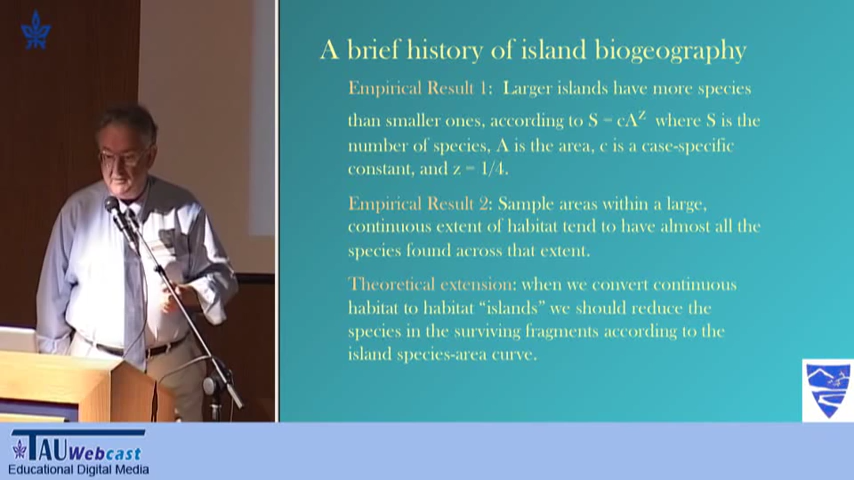 A brief history of island biogeography
Empirical Result 1: Larger islands have more species
than smaller ones, according to S = cA^z where S is the
number of species, A is the area, c is a case-specific
constant, and z = 1/4.
Empirical Result 2: Sample areas within a large,
continuous extent of habitat tend to have almost all the
species found across that extent.
Theoretical extension: when we convert continuous
habitat to habitat “islands” we should reduce the
species in the surviving fragments according to the
island species-area curve.
TAU Webcast
Educational Digital Media